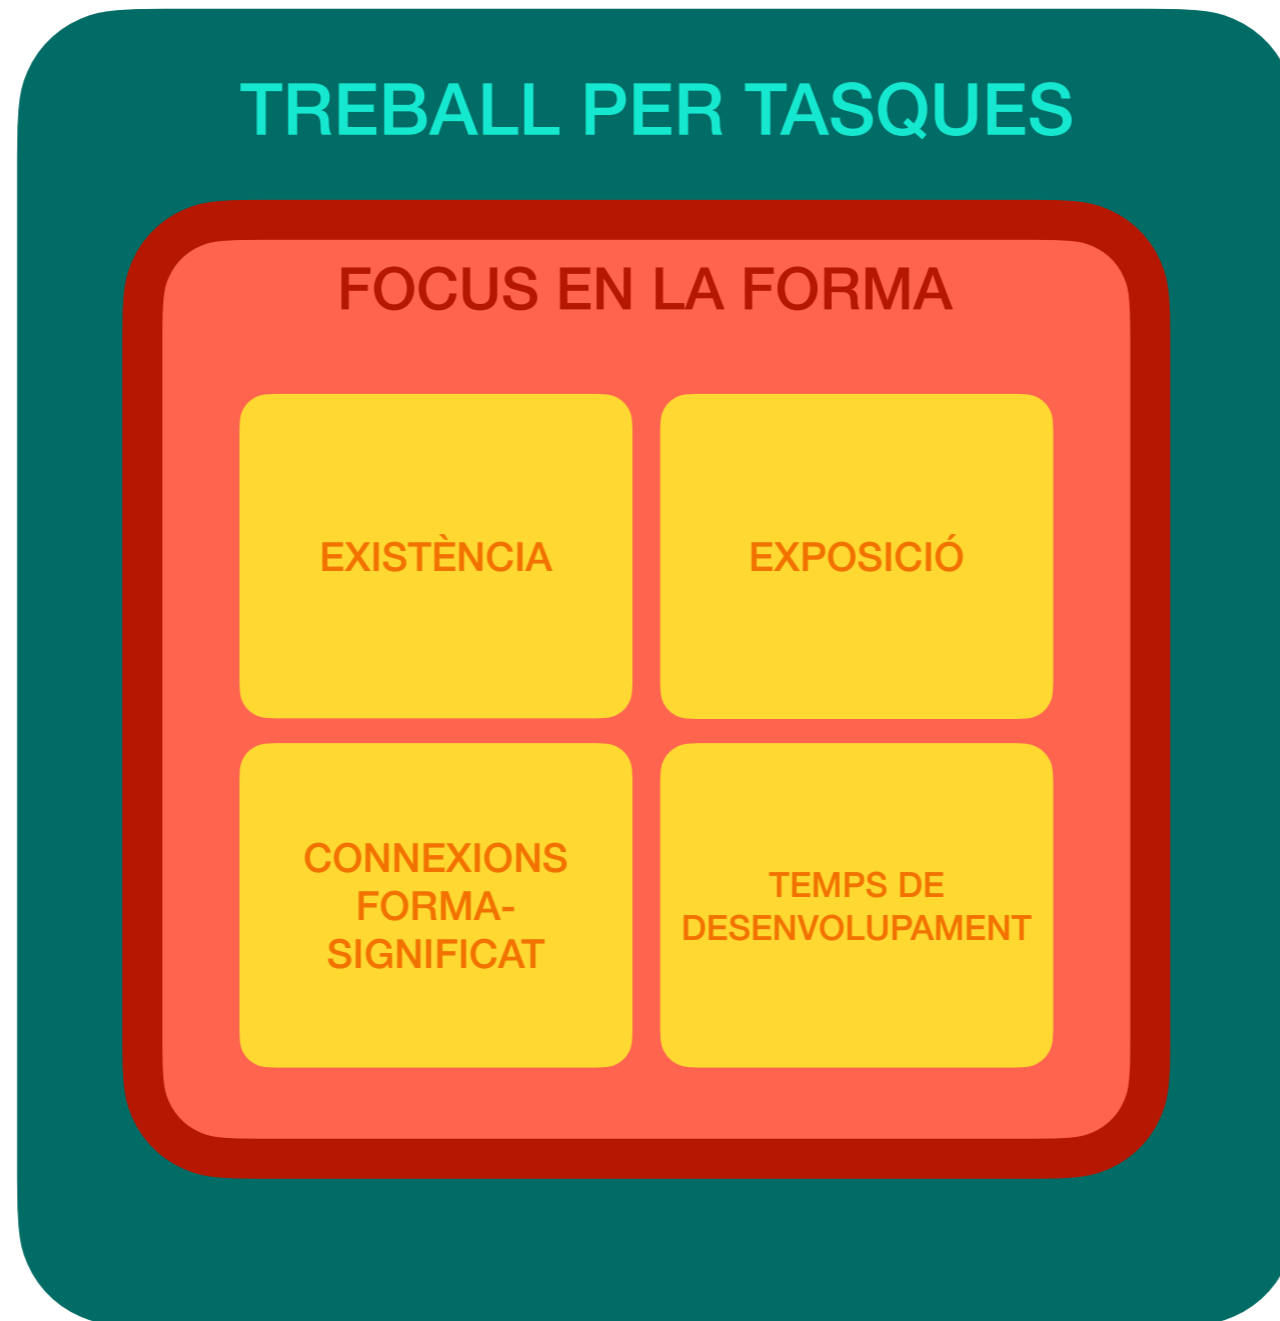 TREBALL PER TASQUES
FOCUS EN LA FORMA
EXISTÈNCIA
EXPOSICIÓ
CONNEXIONS
FORMA-
SIGNIFICAT
TEMPS DE
DESENVOLUPAMENT